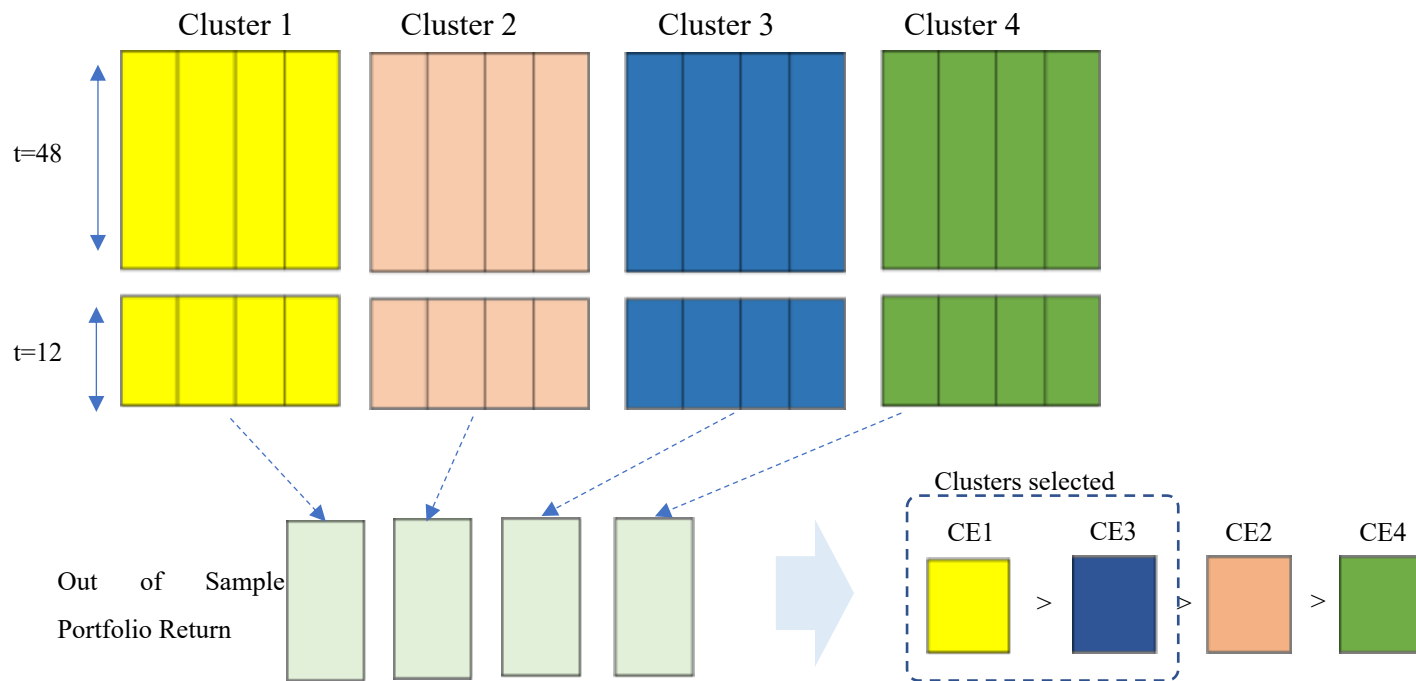 Cluster 1 Cluster 2 Cluster 3 Cluster 4
t=48
t=12
Clusters selected
CE1 CE3 CE2 CE4
Out of Sample
> > >
Portfolio Return